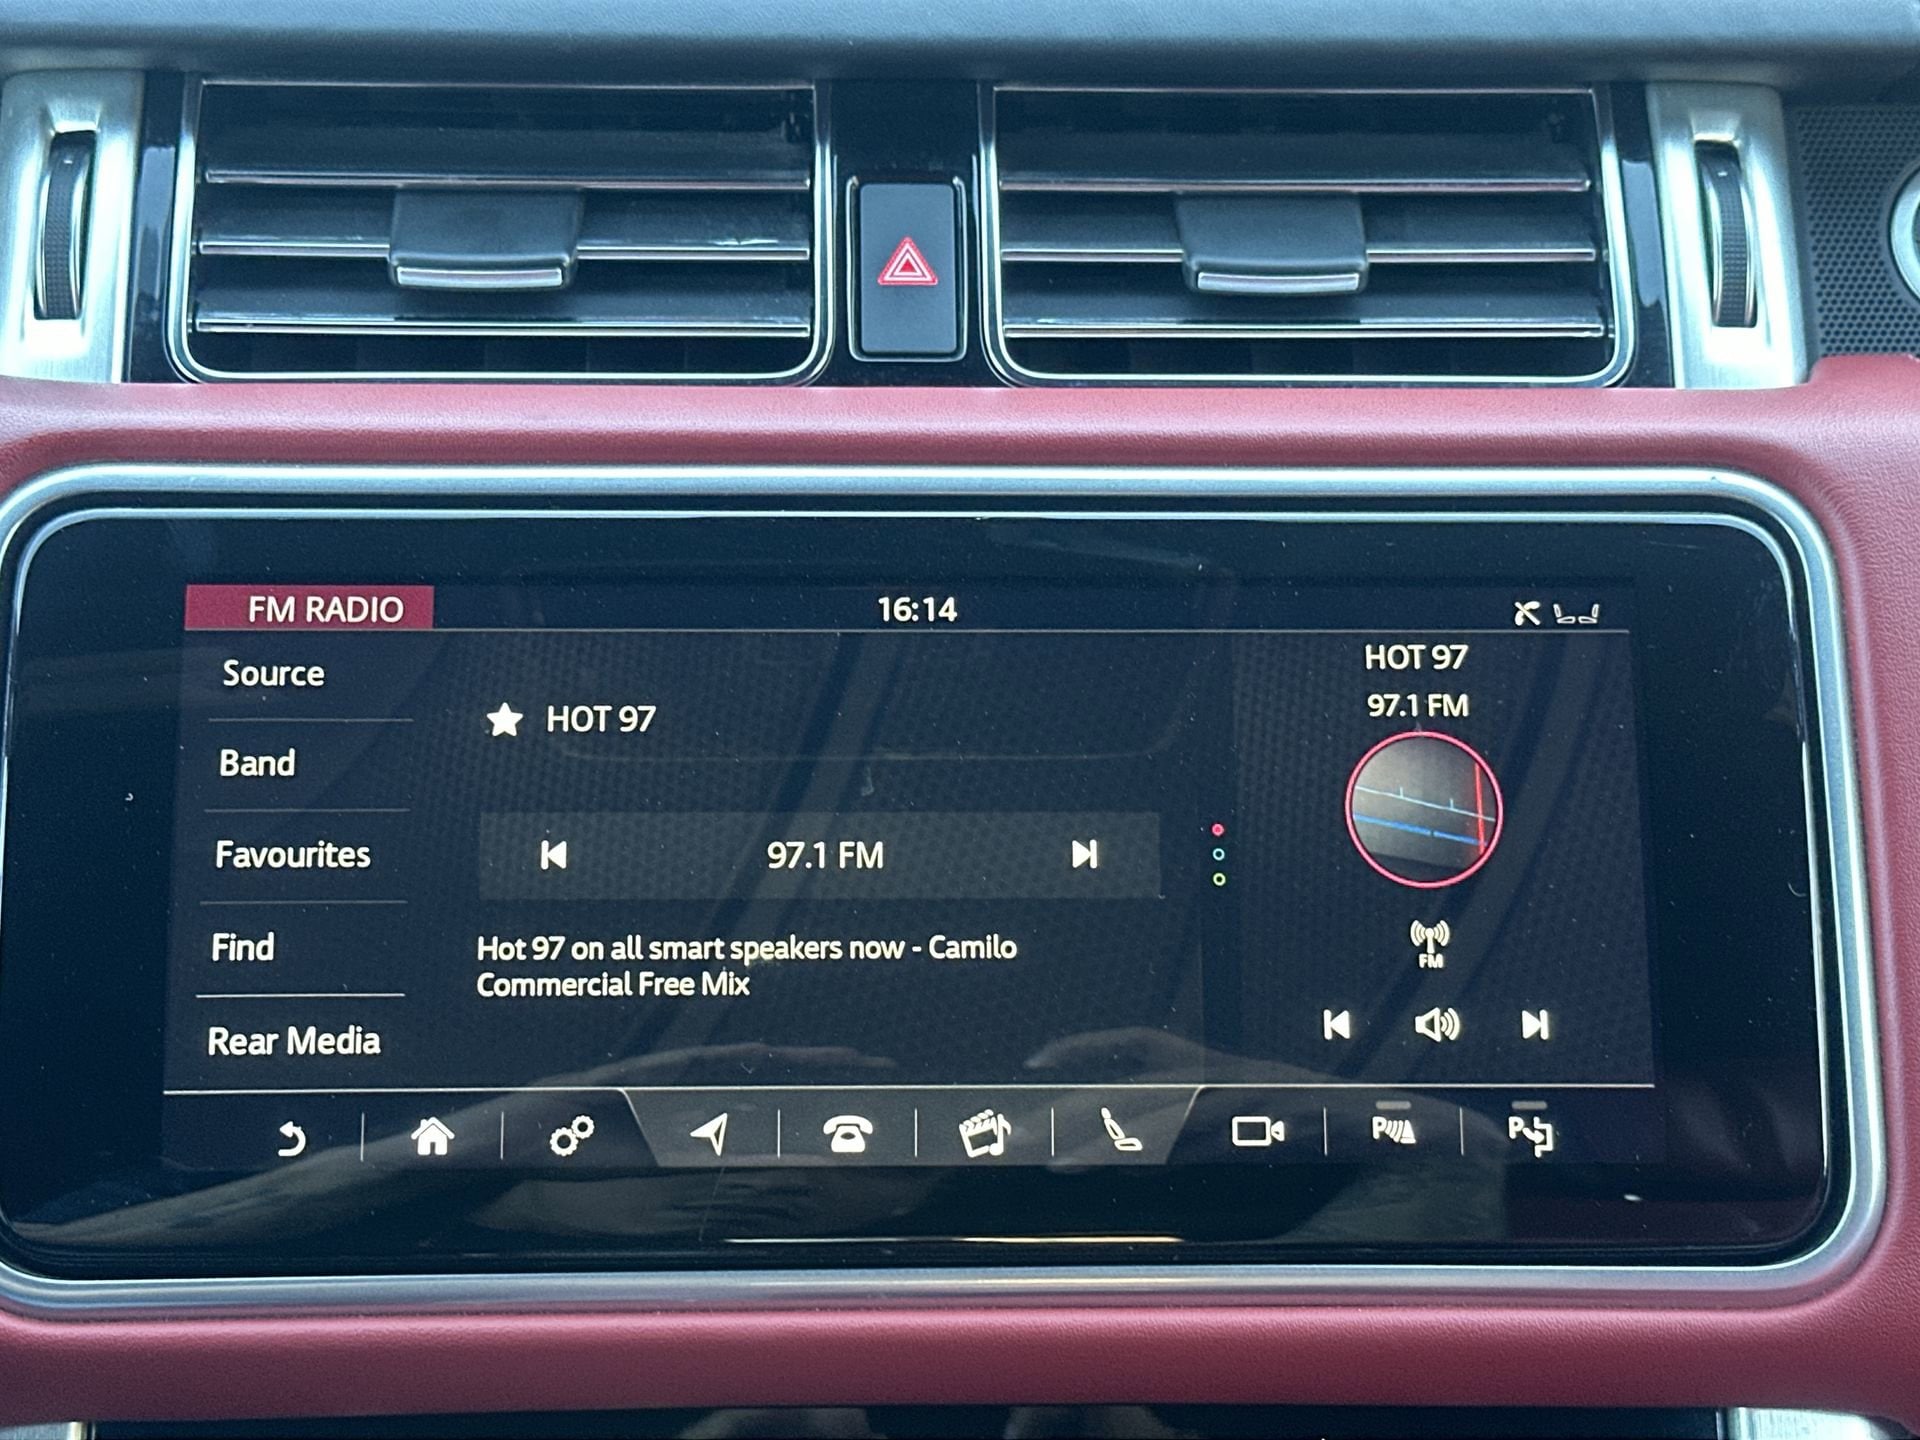 FM RADIO
16:14
Source
Band
Favourites
Find
Rear Media
HOT 97
97.1 FM
Hot 97 on all smart speakers now - Camilo
Commercial Free Mix
HOT 97
97.1 FM
FM
P
P